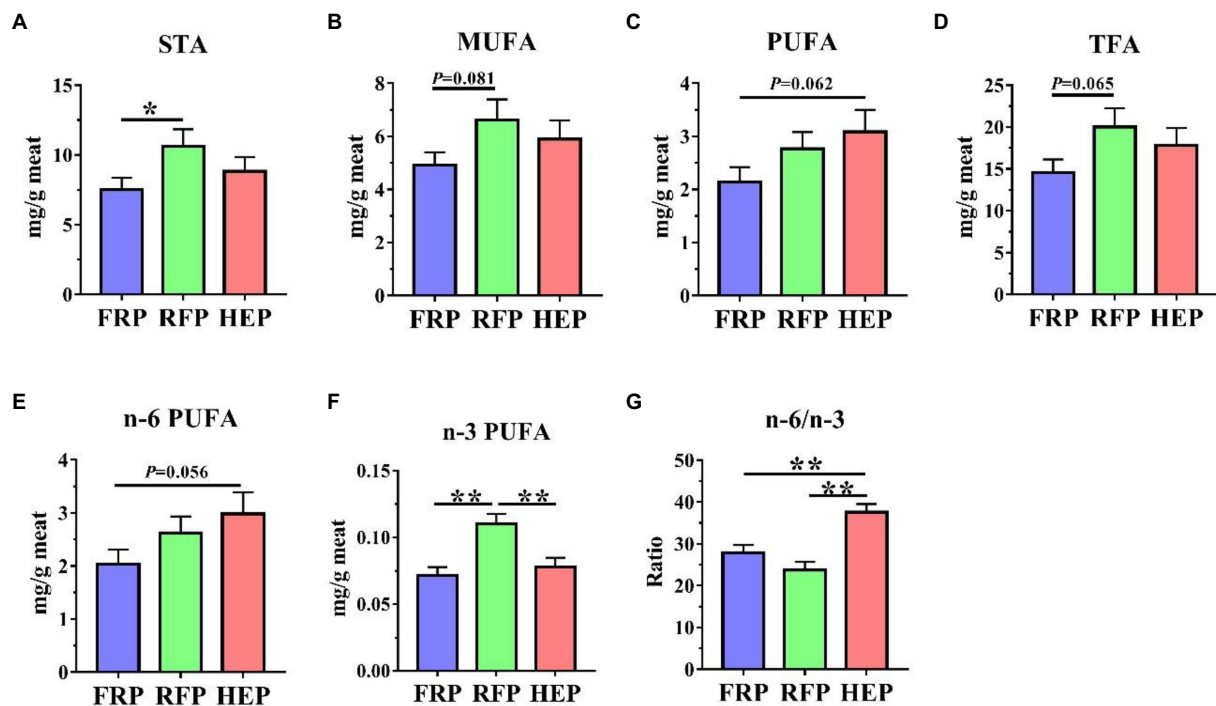 A
STA
15
10
5
0
mg/g meat
*
FRP RFP HEP
B
MUFA
8
6
4
2
0
mg/g meat
P=0.081
FRP RFP HEP
C
PUFA
4
3
2
1
0
mg/g meat
P=0.062
FRP RFP HEP
D
TFA
25
20
15
10
5
0
mg/g meat
P=0.065
FRP RFP HEP
E
n-6 PUFA
4
3
2
1
0
mg/g meat
P=0.056
FRP RFP HEP
F
n-3 PUFA
0.15
0.10
0.05
0.00
mg/g meat
** **
FRP RFP HEP
G
n-6/n-3
50
40
30
20
10
0
Ratio
**
**
FRP RFP HEP